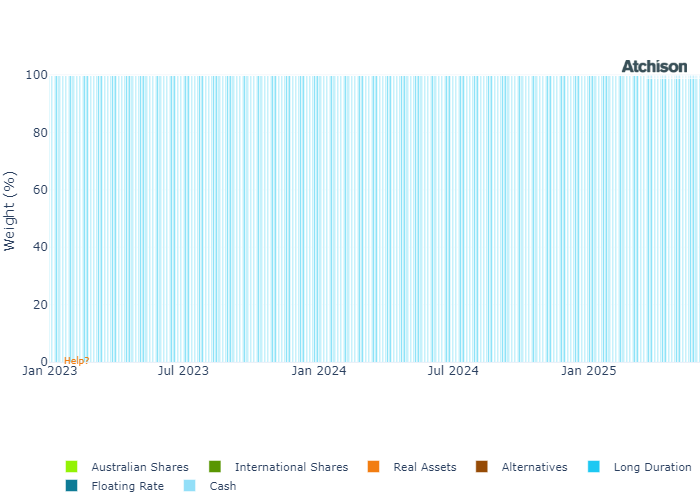 Atchison
100
80
60
40
20
0
Weight (%)
Help?
Jan 2023 Jul 2023 Jan 2024 Jul 2024 Jan 2025
Australian Shares International Shares Real Assets Alternatives Long Duration
Floating Rate Cash